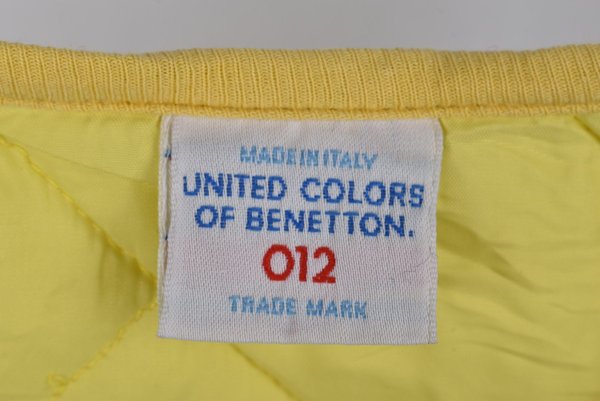 MADE IN ITALY
UNITED COLORS
OF BENETTON.
012
TRADE MARK